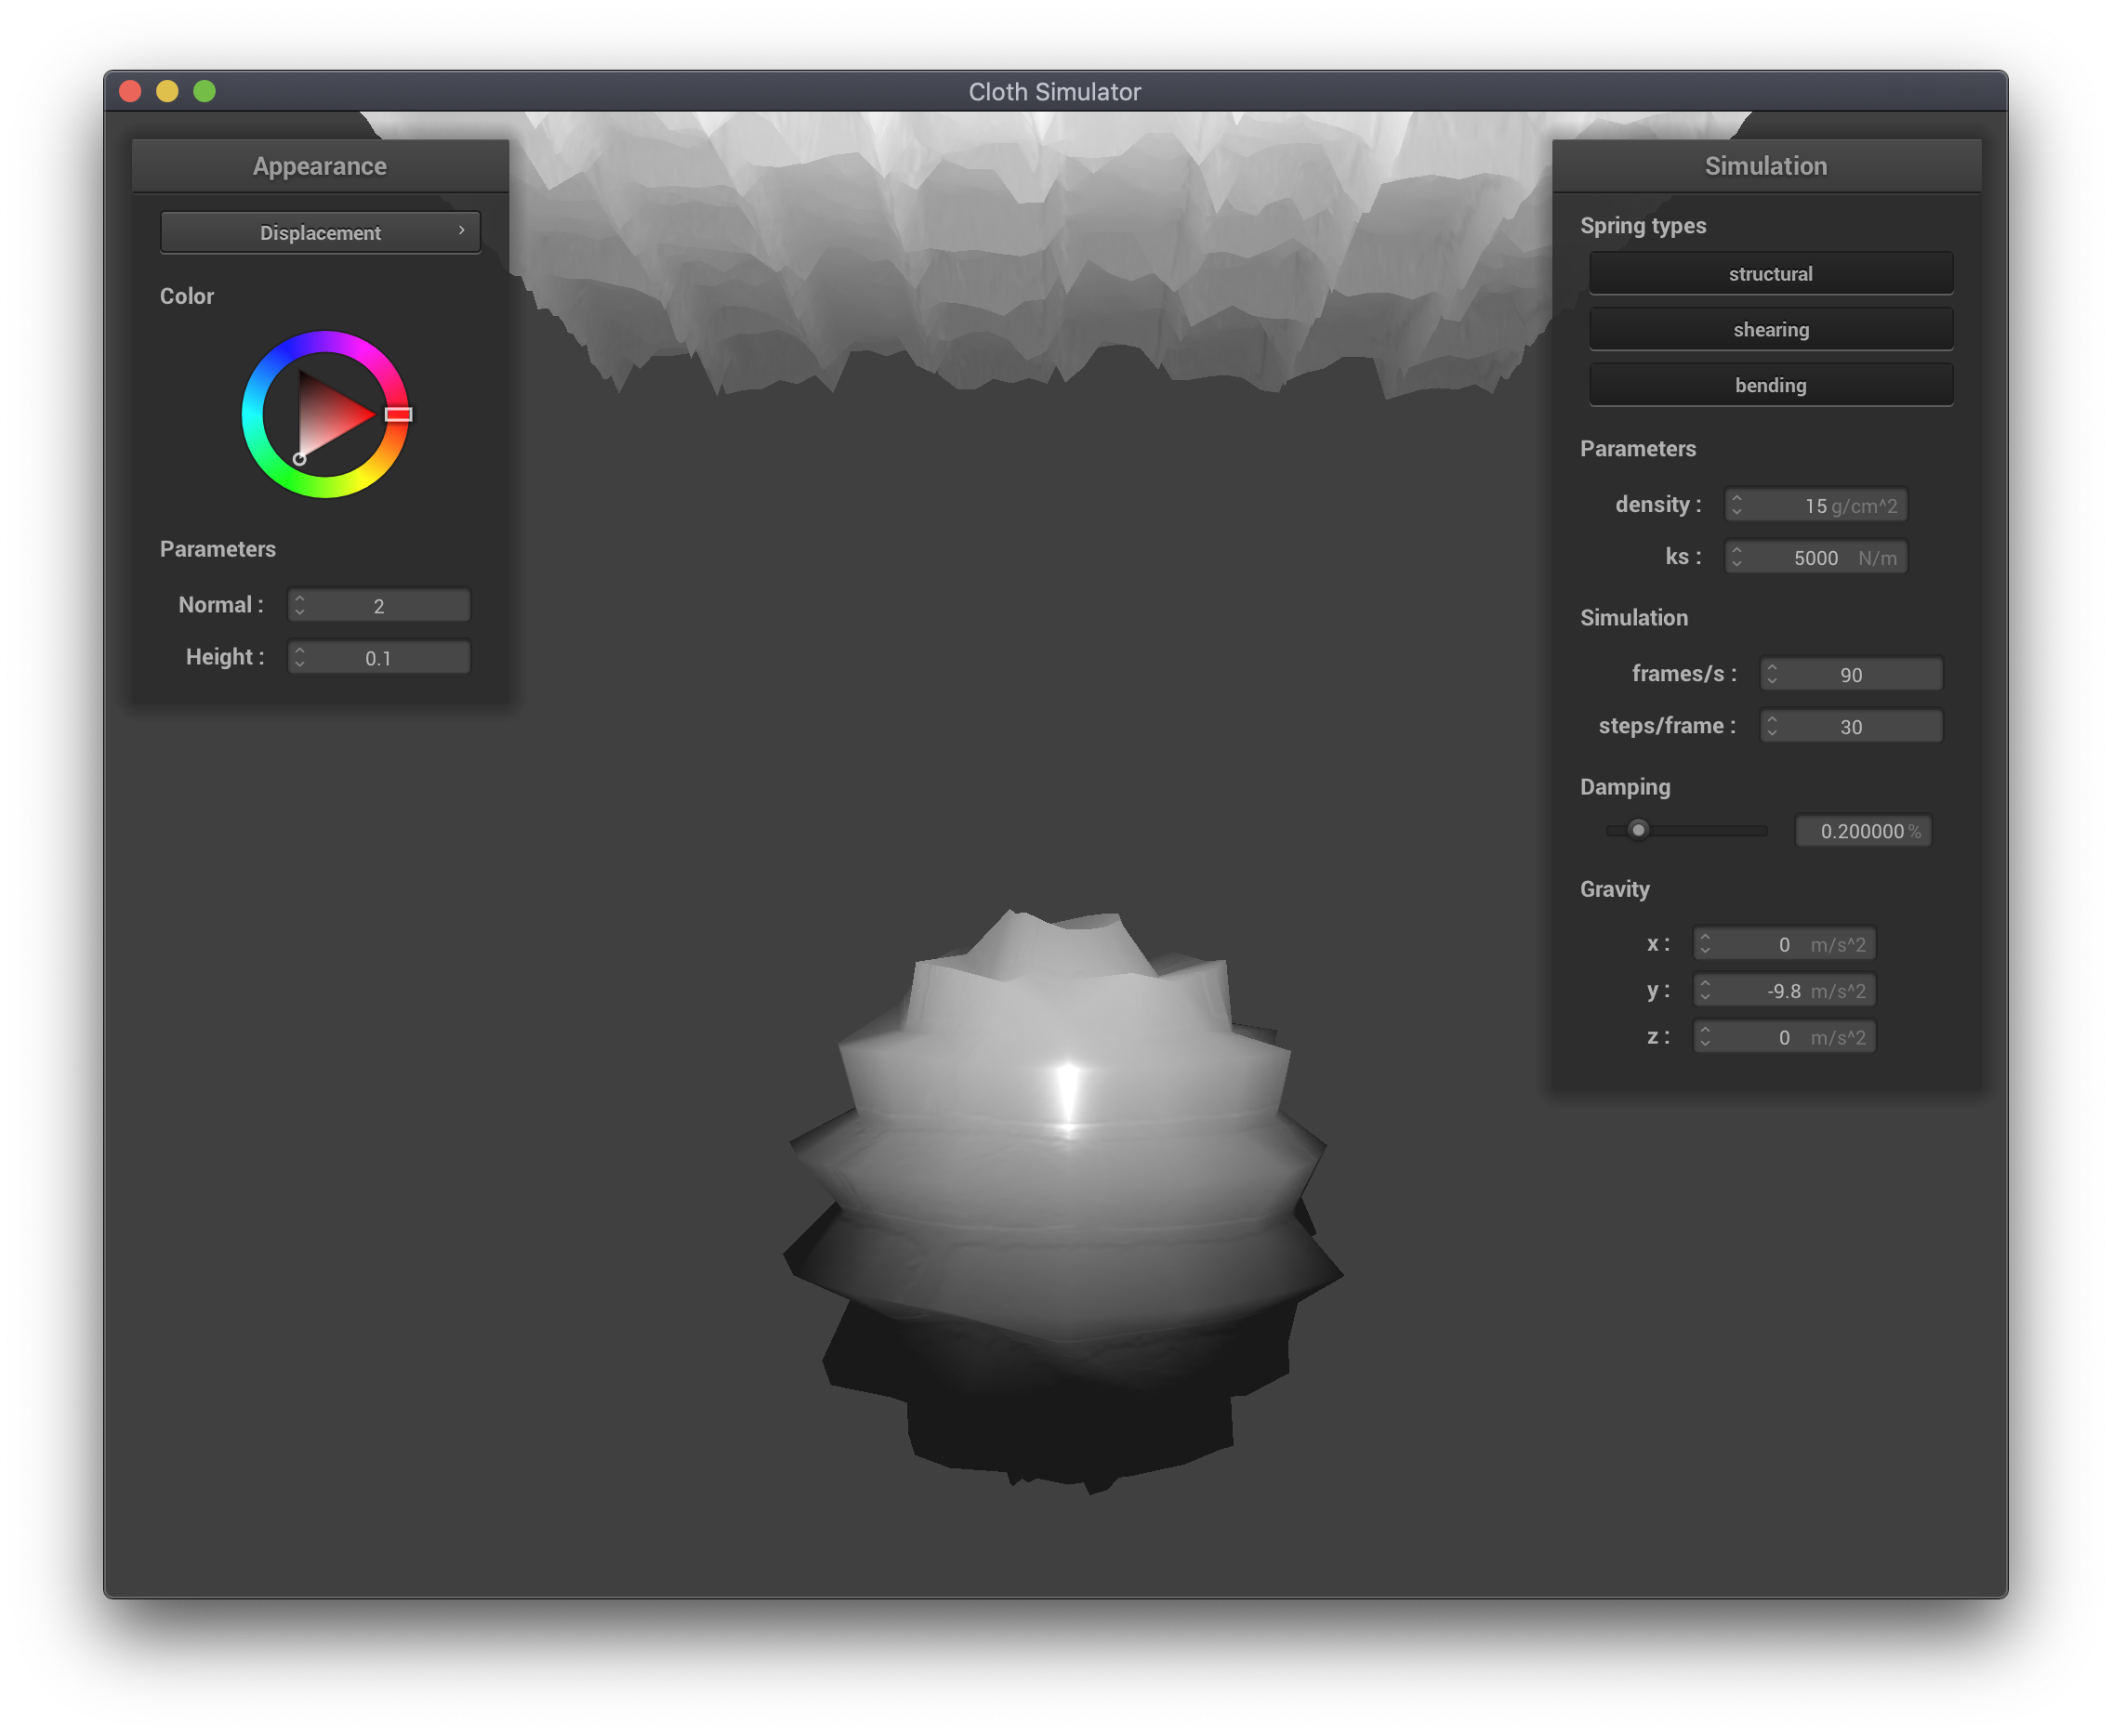 Cloth Simulator
Appearance
Displacement ›
Color
Parameters
Normal : 2
Height : 0.1
Simulation
Spring types
structural
shearing
bending
Parameters
density : 15 g/cm^2
ks : 5000 N/m
Simulation
frames/s : 90
steps/frame : 30
Damping
0.200000 %
Gravity
x : 0 m/s^2
y : -9.8 m/s^2
z : 0 m/s^2